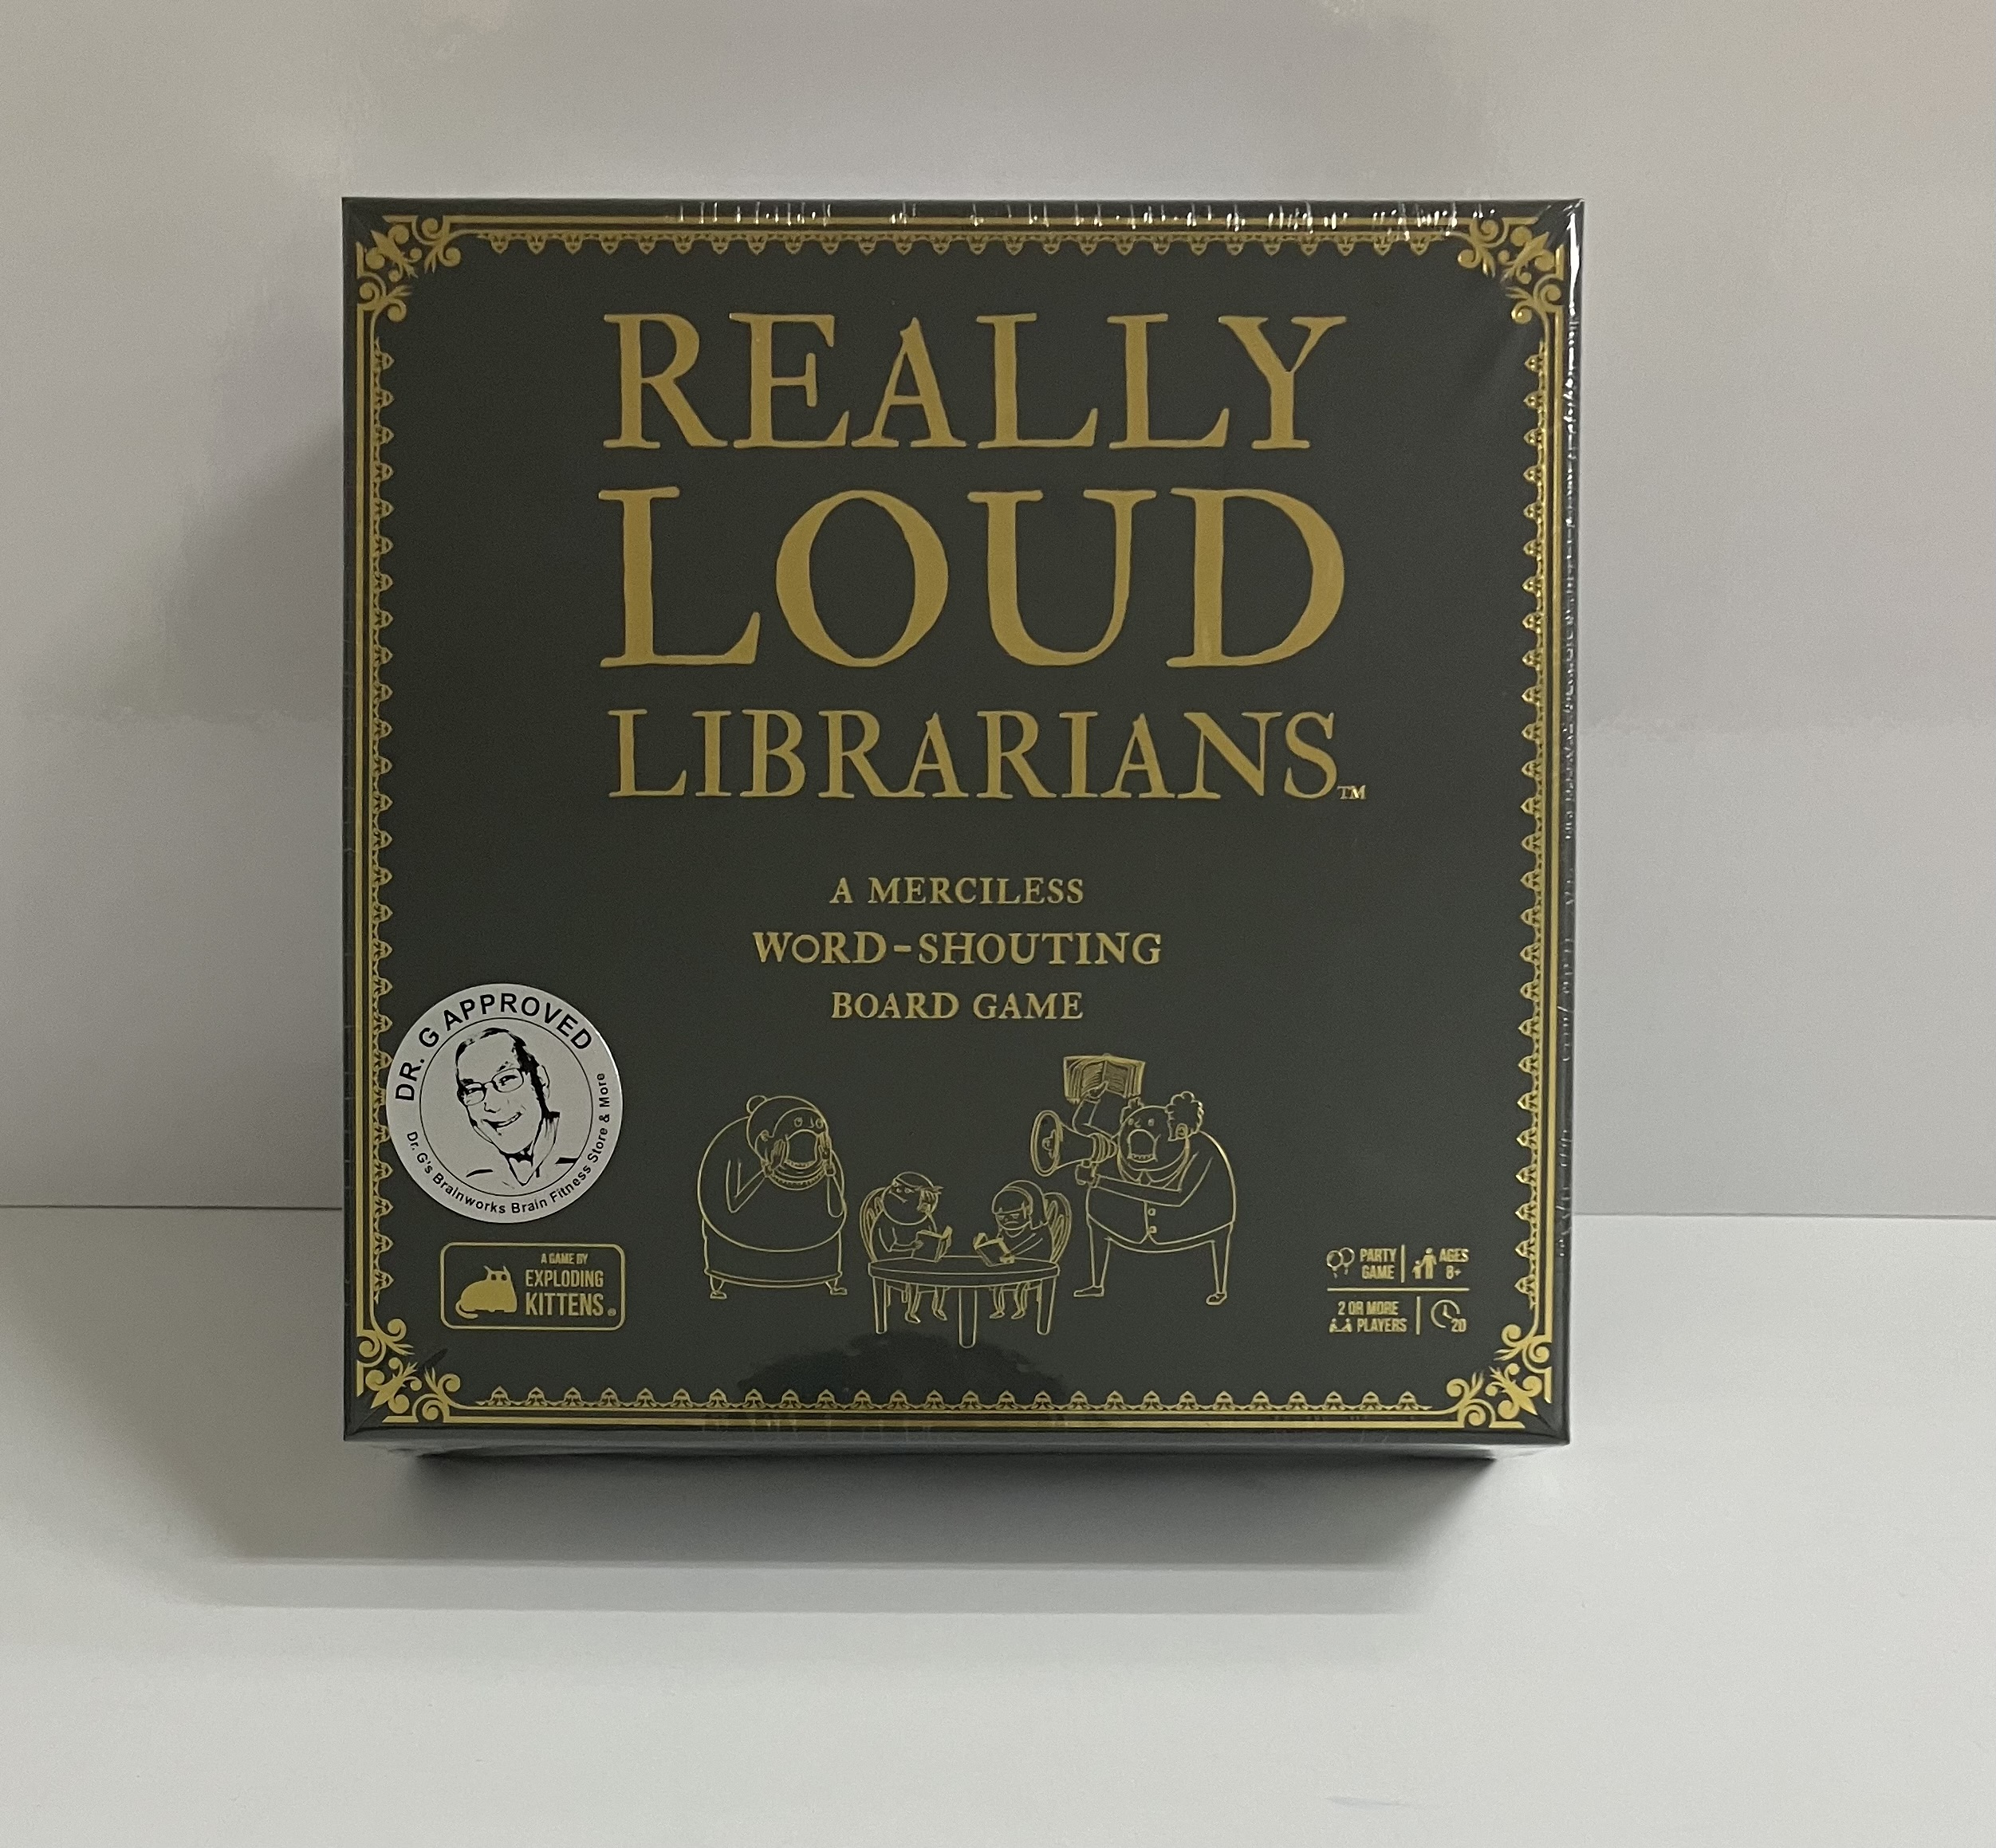 REALLY
LOUD
LIBRARIANS™
A MERCILESS
WORD-SHOUTING
BOARD GAME
DR. G APPROVED
Dr. G's Brainworks Brain Fitness Store & More
A GAME BY
EXPLODING
KITTENS®
PARTY
GAME
AGES
8+
2 OR MORE
PLAYERS
20